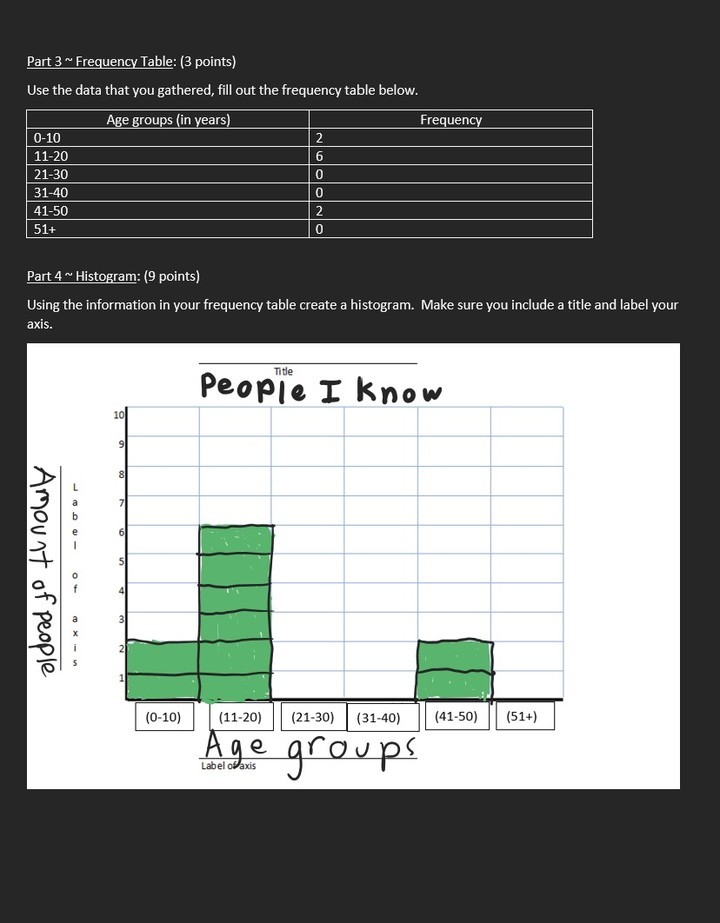 Part 3 ~ Frequency Table: (3 points)
Use the data that you gathered, fill out the frequency table below.
Age groups (in years) Frequency
0-10 2
11-20 6
21-30 0
31-40 0
41-50 2
51+ 0
Part 4 ~ Histogram: (9 points)
Using the information in your frequency table create a histogram. Make sure you include a title and label your
axis.
Title
People I know
Amount of people
Label of axis
10
9
8
7
6
5
4
3
2
1
(0-10) (11-20) (21-30) (31-40) (41-50) (51+)
Age groups
Label of axis